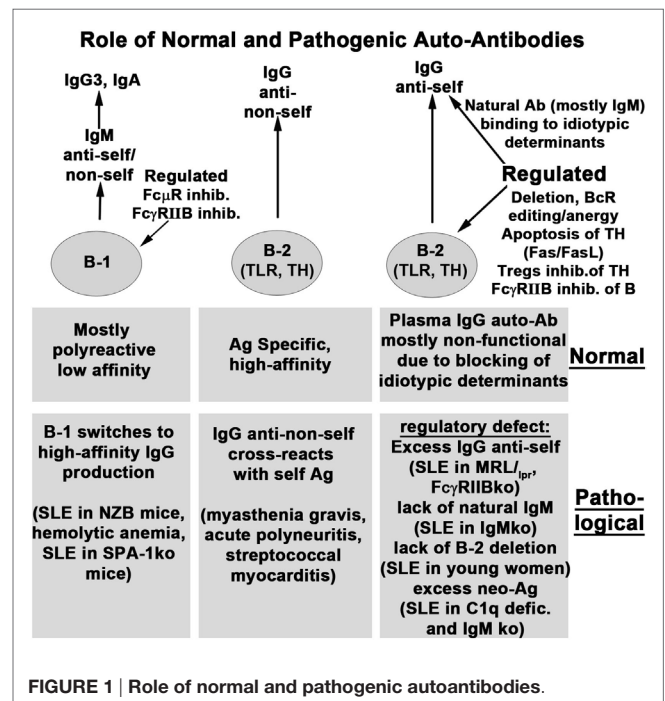 Role of Normal and Pathogenic Auto-Antibodies
IgG3, IgA
IgM
anti-self/
non-self
Regulated
FcμR inhib.
FcγRIIB inhib.
B-1
IgG
anti-
non-self
B-2
(TLR, TH)
IgG
anti-self
Natural Ab (mostly IgM)
binding to idiotypic
determinants
Regulated
Deletion, BcR
editing/anergy
Apoptosis of TH
(Fas/FasL)
Tregs inhib.of TH
FcγRIIB inhib. of B
B-2
(TLR, TH)
Mostly
polyreactive
low affinity
Ag Specific,
high-affinity
Plasma IgG auto-Ab
mostly non-functional
due to blocking of
idiotypic determinants
Normal
B-1 switches to
high-affinity IgG
production
(SLE in NZB mice,
hemolytic anemia,
SLE in SPA-1ko
mice)
IgG anti-non-self
cross-reacts
with self Ag
(myasthenia gravis,
acute polyneuritis,
streptococcal
myocarditis)
regulatory defect:
Excess IgG anti-self
(SLE in MRL/lpr,
FcγRIIBko)
lack of natural IgM
(SLE in IgMko)
lack of B-2 deletion
(SLE in young women)
excess neo-Ag
(SLE in C1q defic.
and IgM ko)
Patho-
logical
FIGURE 1 | Role of normal and pathogenic autoantibodies.